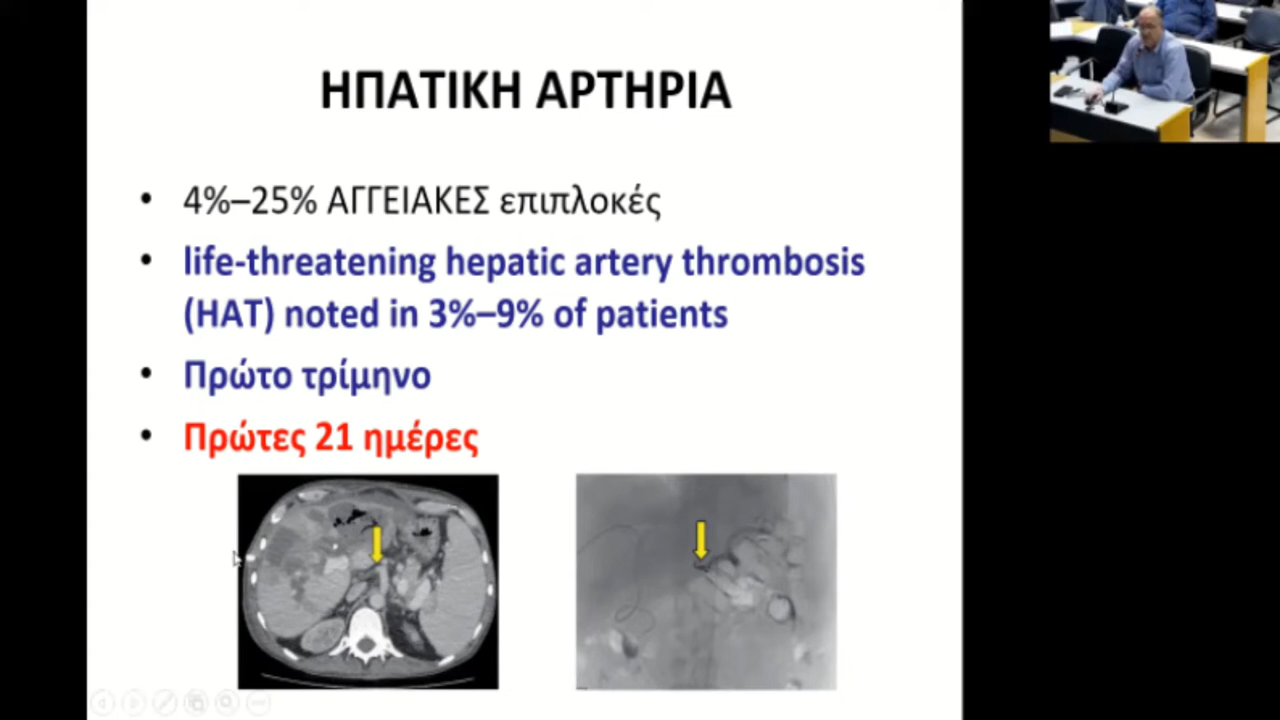 ΗΠΑΤΙΚΗ ΑΡΤΗΡΙΑ
• 4%–25% ΑΓΓΕΙΑΚΕΣ επιπλοκές
• life-threatening hepatic artery thrombosis
(HAT) noted in 3%–9% of patients
• Πρώτο τρίμηνο
• Πρώτες 21 ημέρες